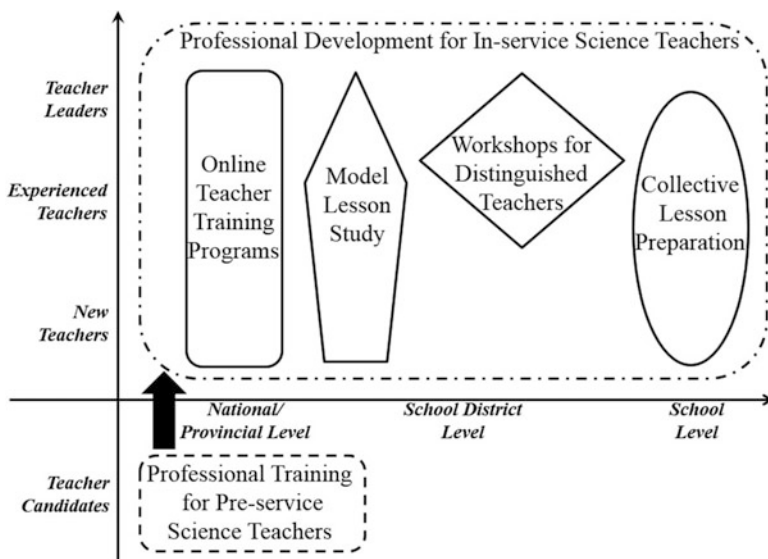 Professional Development for In-service Science Teachers
Teacher
Leaders
Experienced
Teachers
New
Teachers
Online
Teacher
Training
Programs
Model
Lesson
Study
Workshops for
Distinguished
Teachers
Collective
Lesson
Preparation
National/
Provincial Level
School District
Level
School
Level
Teacher
Candidates
Professional Training
for Pre-service
Science Teachers